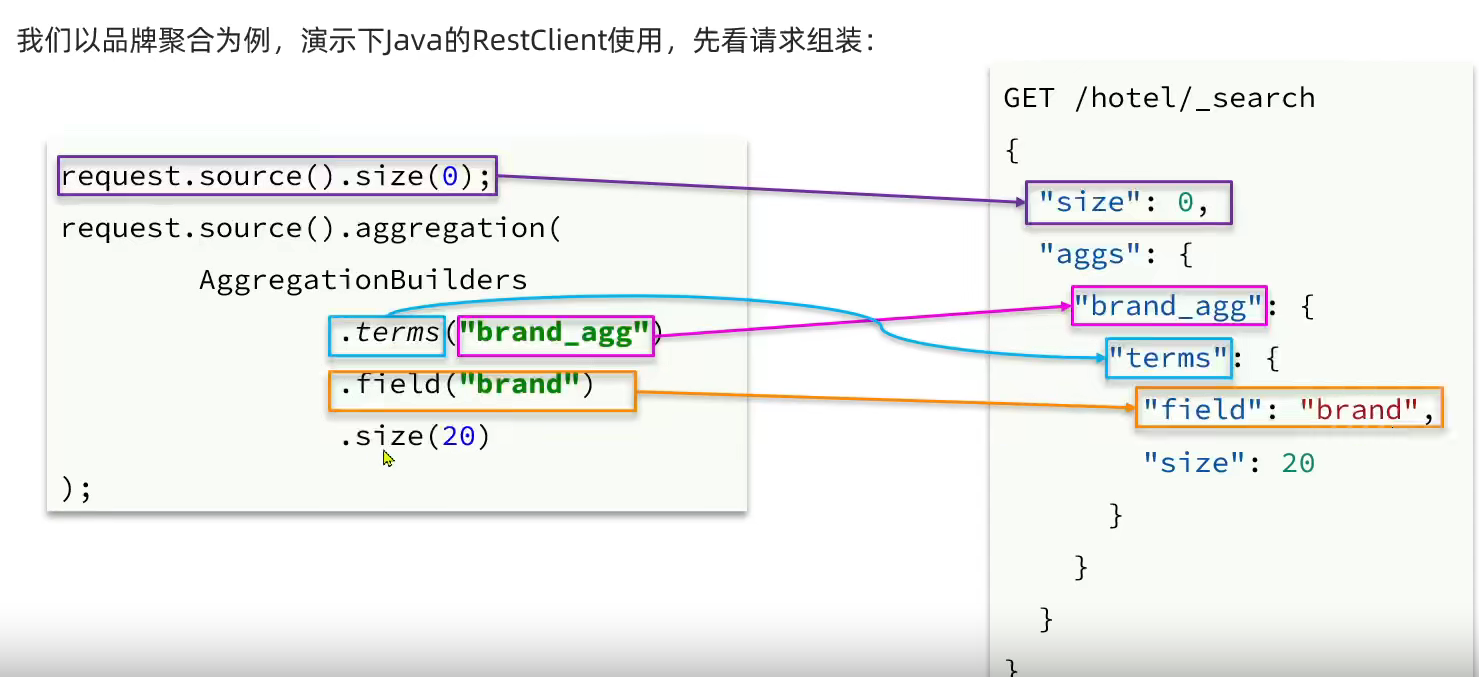 我们以品牌聚合为例，演示下Java的RestClient使用，先看请求组装：
request.source().size(0);
request.source().aggregation(
AggregationBuilders
.terms("brand_agg")
.field("brand")
.size(20)
);
GET /hotel/_search
{
"size": 0,
"aggs": {
"brand_agg": {
"terms": {
"field": "brand",
"size": 20
}
}
}
}